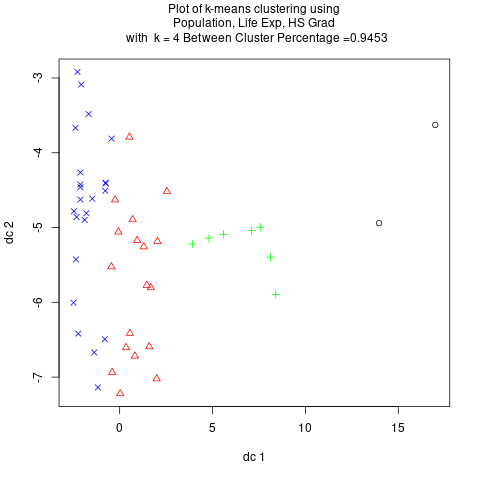 Plot of k-means clustering using
Population, Life Exp, HS Grad
with k = 4 Between Cluster Percentage =0.9453
-3
-4
-5
-6
-7
dc 2
0 5 10 15
dc 1